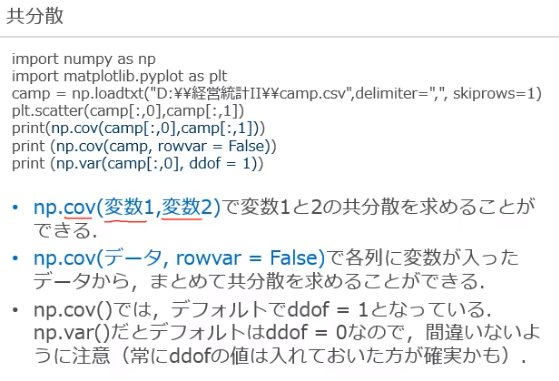 共分散
import numpy as np
import matplotlib.pyplot as plt
camp = np.loadtxt("D:¥¥経営統計II¥¥camp.csv",delimiter=",", skiprows=1)
plt.scatter(camp[:,0],camp[:,1])
print(np.cov(camp[:,0],camp[:,1]))
print (np.cov(camp, rowvar = False))
print (np.var(camp[:,0], ddof = 1))
• np.cov(変数1,変数2)で変数1と2の共分散を求めることが
できる.
• np.cov(データ, rowvar = False)で各列に変数が入った
データから，まとめて共分散を求めることができる.
• np.cov()では，デフォルトでddof = 1となっている.
np.var()だとデフォルトはddof = 0なので，間違いないよ
うに注意（常にddofの値は入れておいた方が確実かも）.